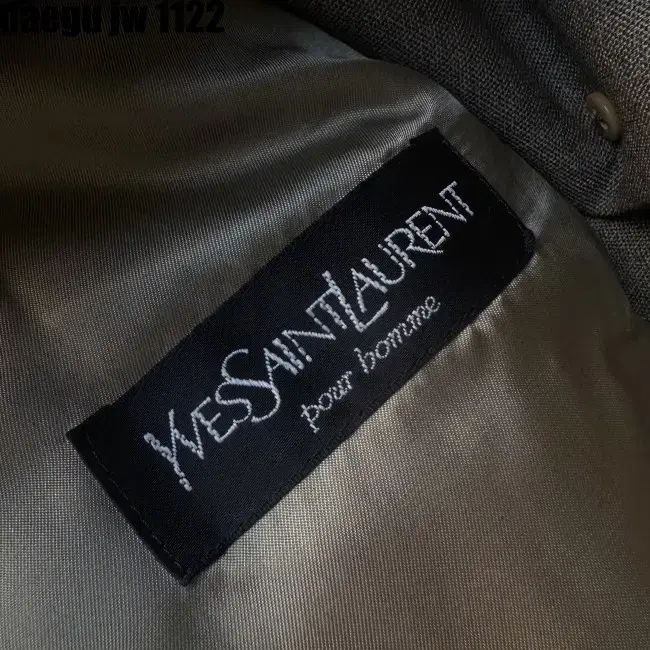 daegu jw 1122
YVESSAINTLAURENT
pour homme